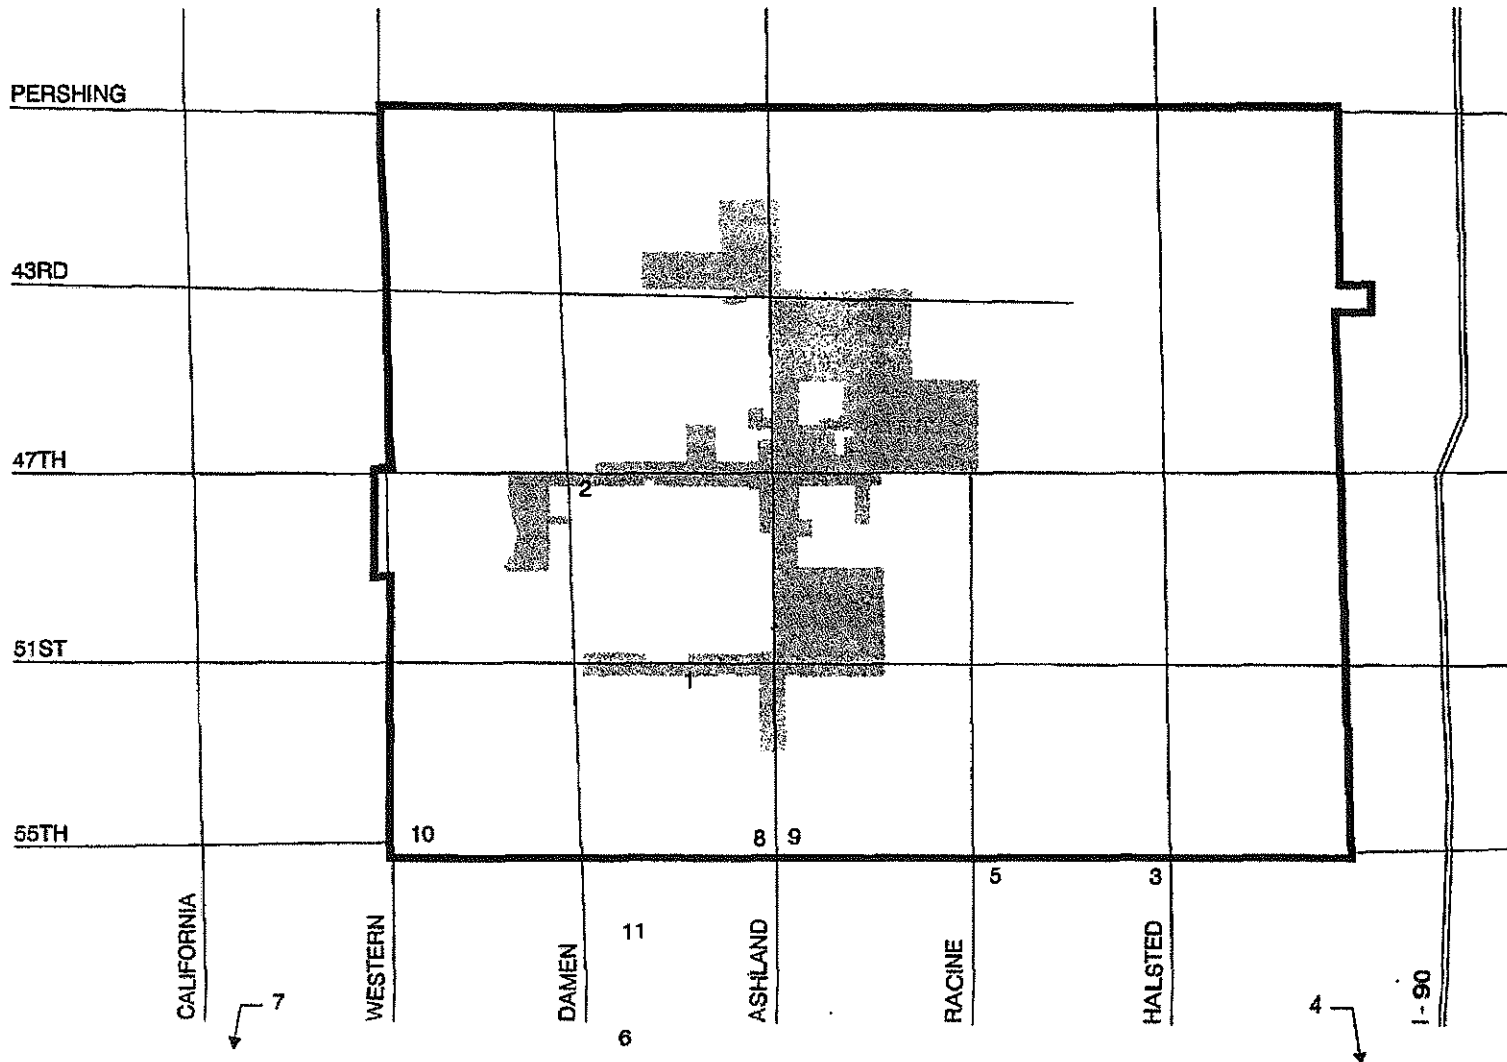 PERSHING
43RD
47TH
2
51ST
1
55TH
10
8
9
5
3
11
CALIFORNIA
WESTERN
DAMEN
ASHLAND
RACINE
HALSTED
I-90
7
4
6